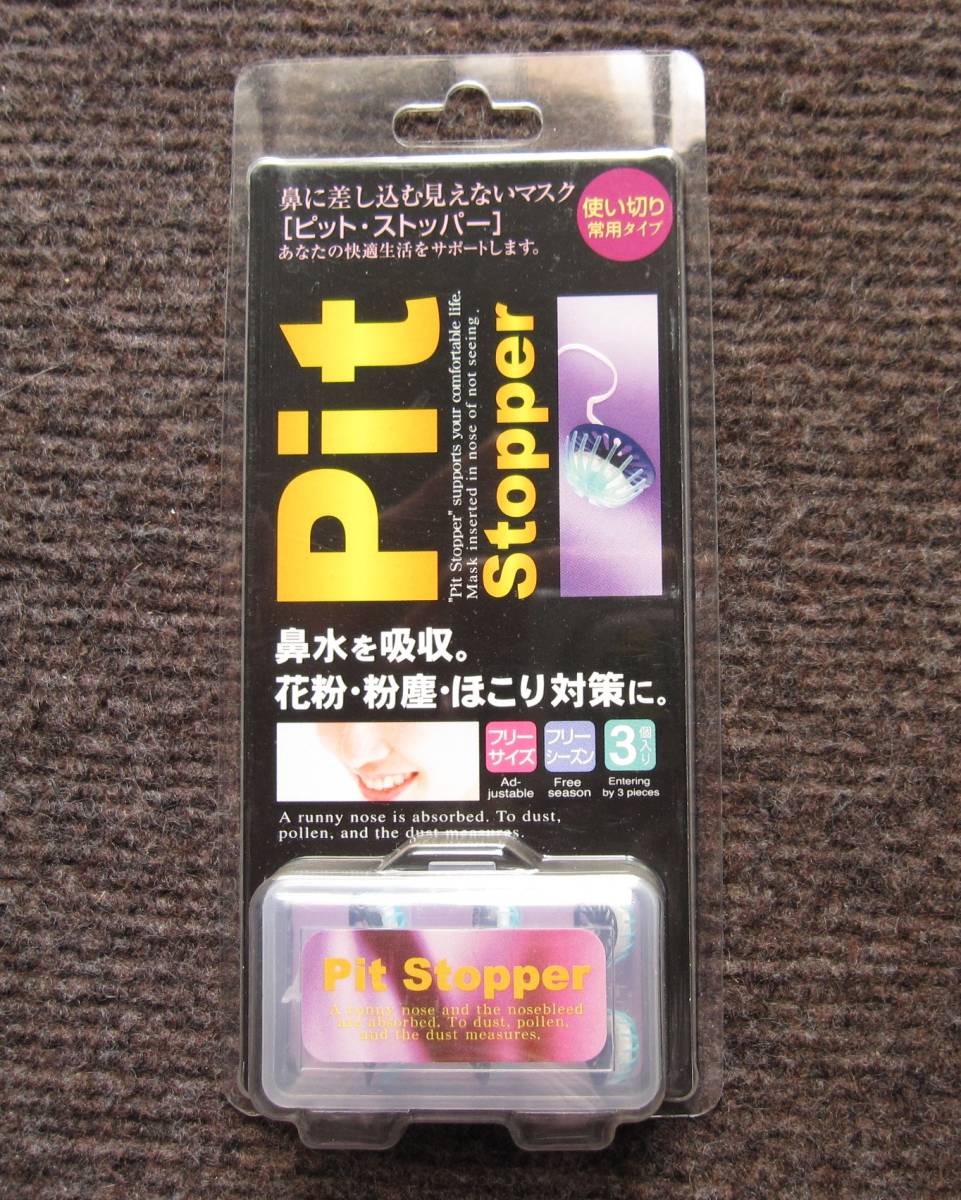 鼻に差し込む見えないマスク
[ピット・ストッパー]
あなたの快適生活をサポートします。
使い切り
常用タイプ
Pit
"Pit Stopper" supports your comfortable life.
Mask inserted in nose of not seeing.
Stopper
鼻水を吸収。
花粉・粉塵・ほこり対策に。
フリー
サイズ
Ad-
justable
フリー
シーズン
Free
season
3個入り
Entering
by 3 pieces
A runny nose is absorbed. To dust,
pollen, and the dust measures.
Pit Stopper
A runny nose and the nosebleed
are absorbed. To dust, pollen,
and the dust measures.